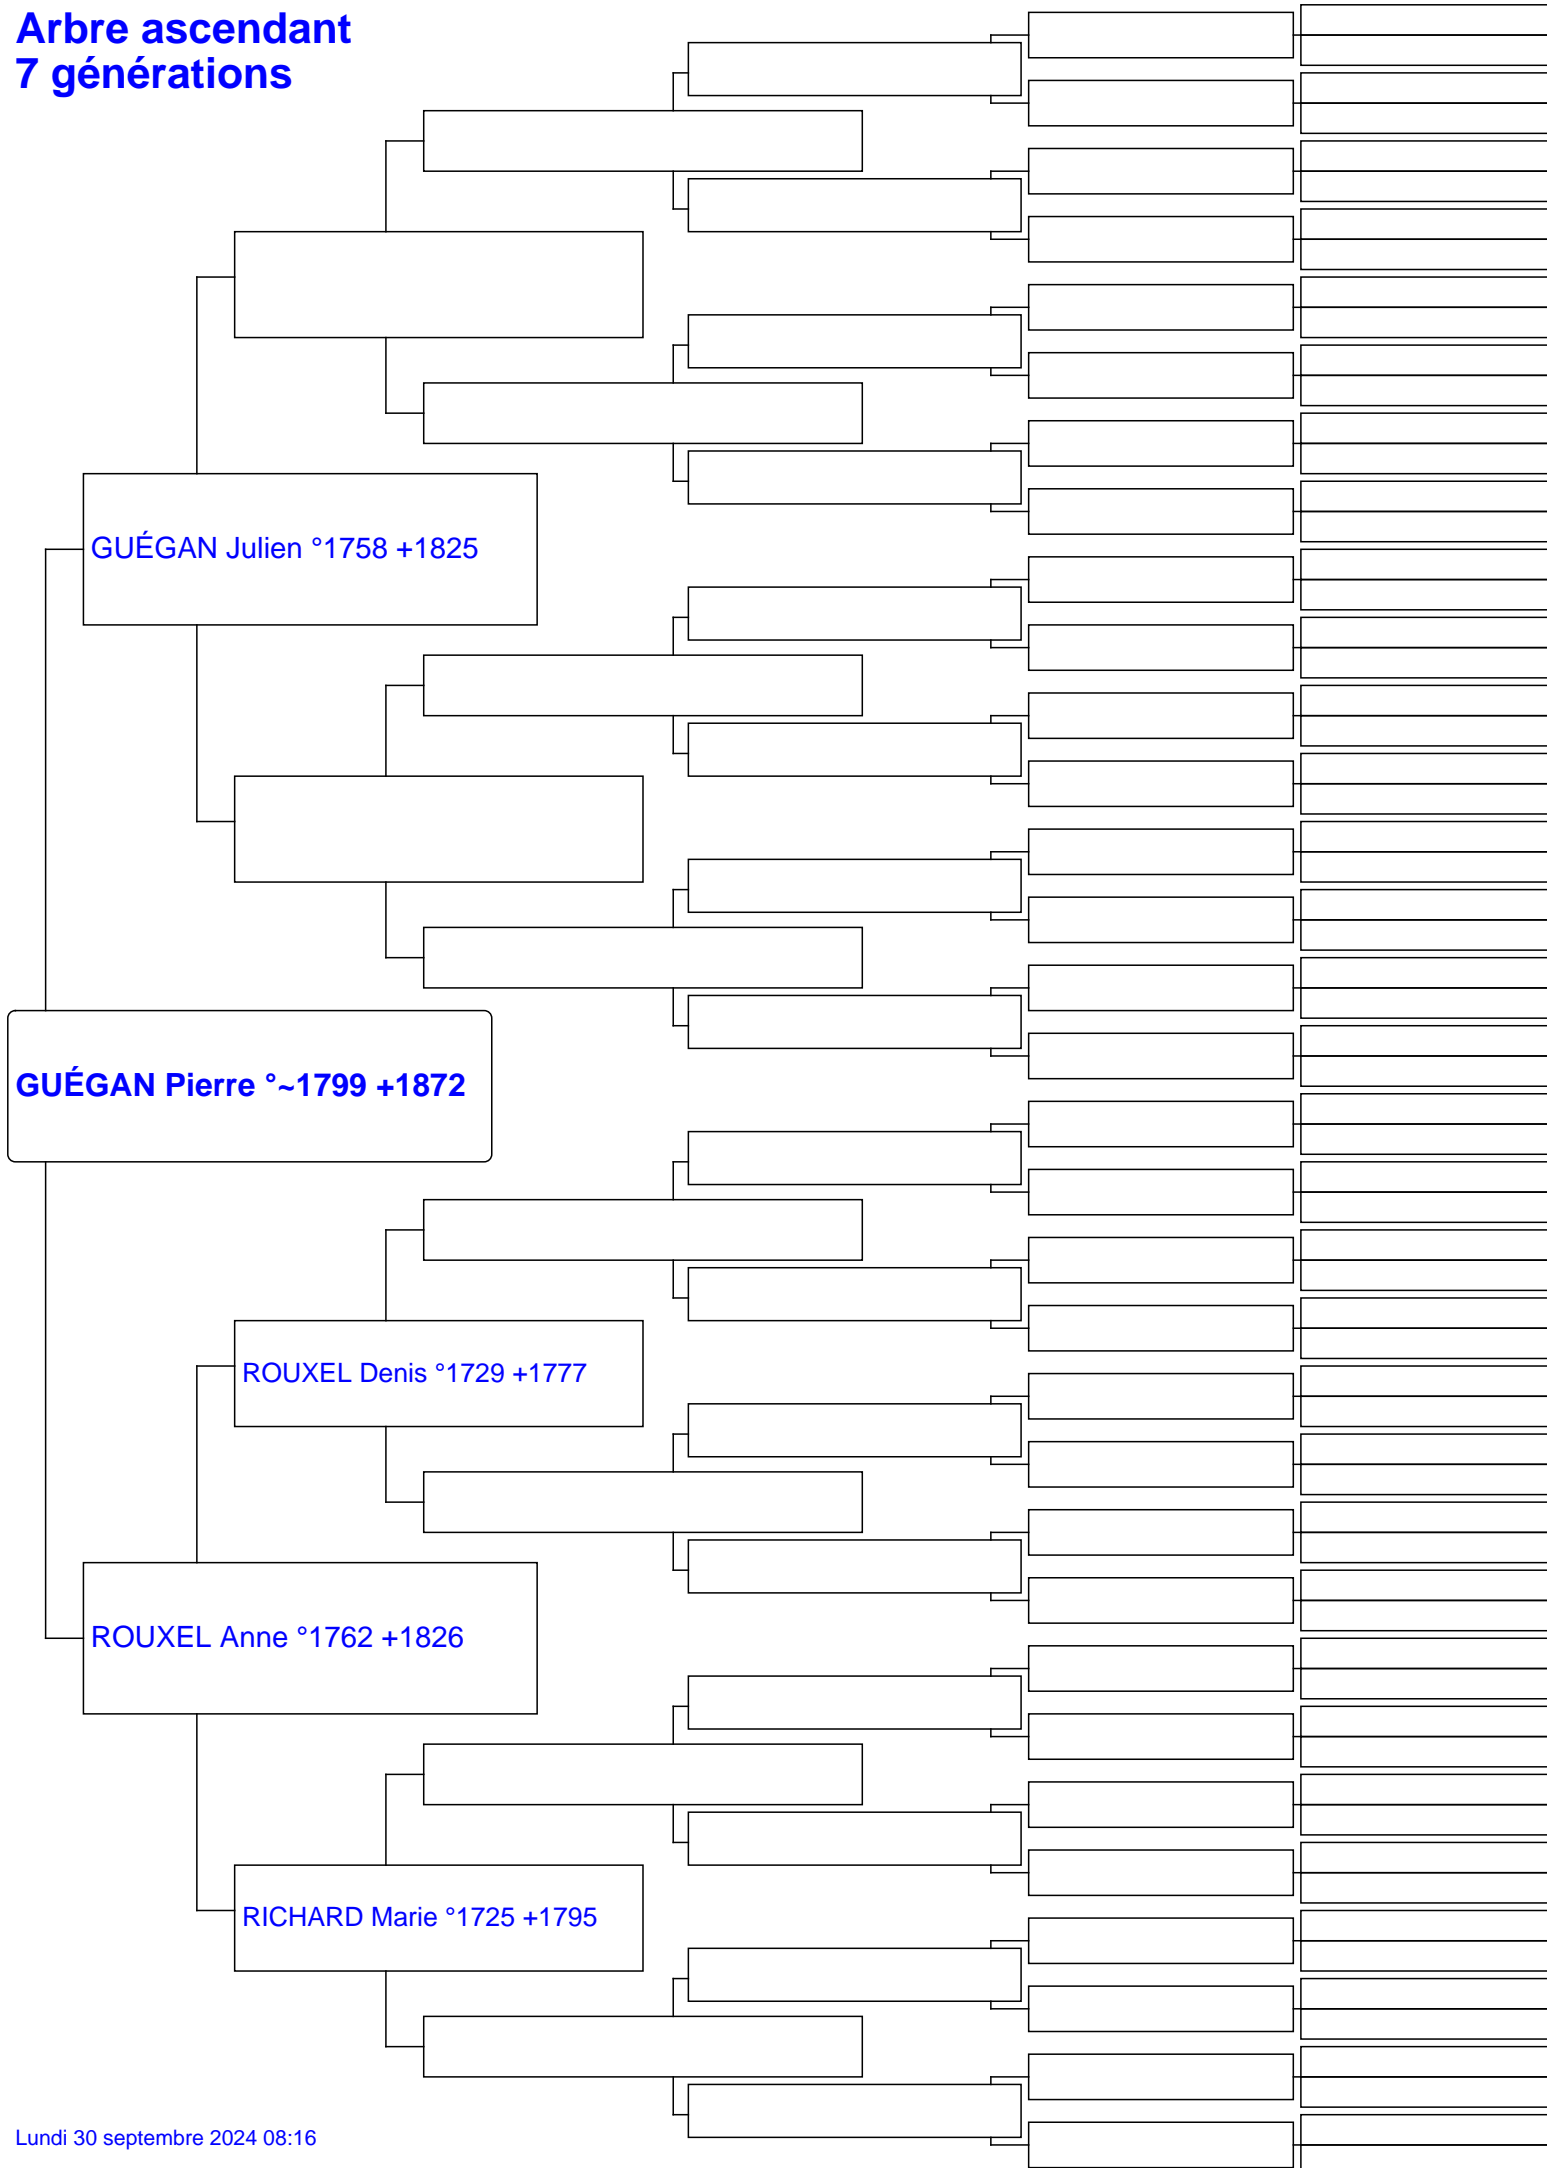 Arbre ascendant
7 générations
GUÉGAN Julien °1758 +1825
GUÉGAN Pierre °~1799 +1872
ROUXEL Denis °1729 +1777
ROUXEL Anne °1762 +1826
RICHARD Marie °1725 +1795
Lundi 30 septembre 2024 08:16